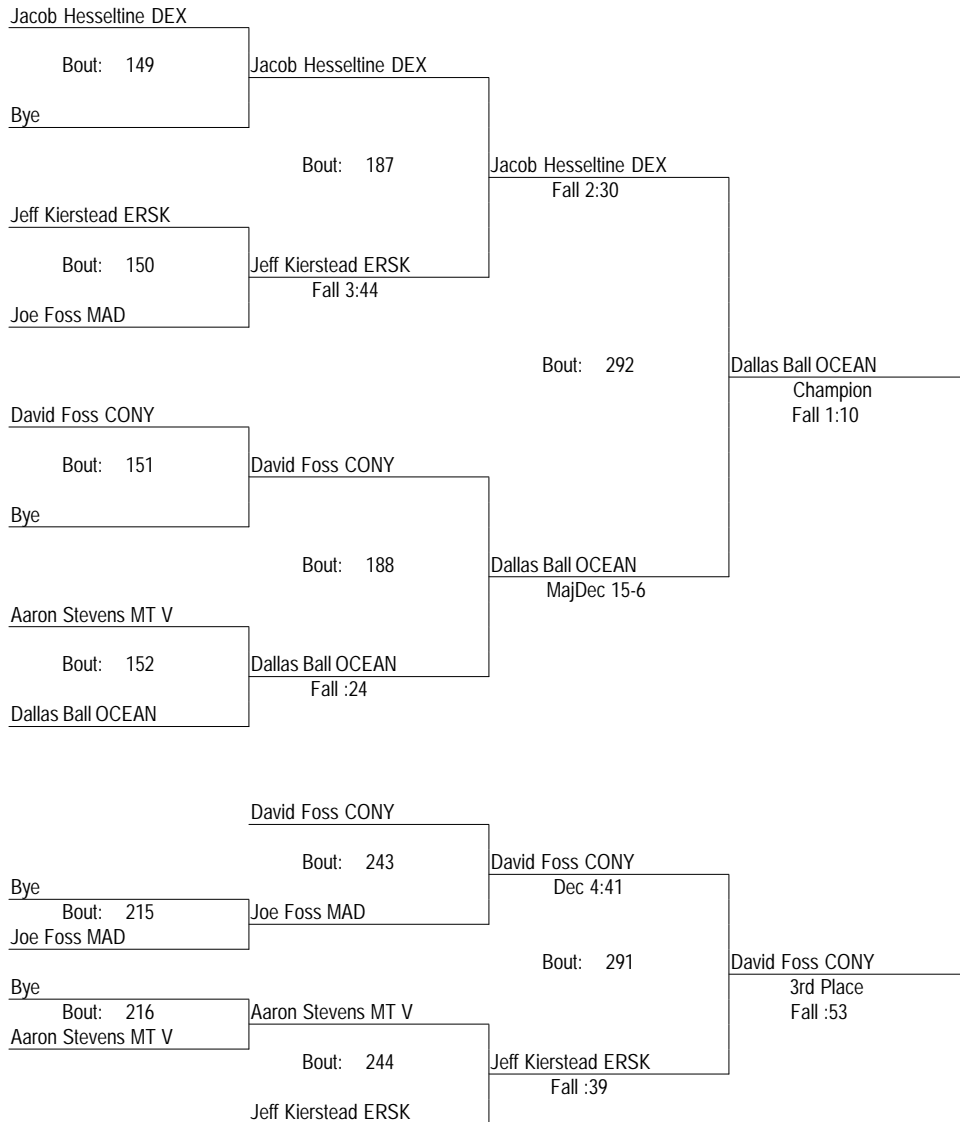 Jacob Hesseltine DEX
Bout: 149
Jacob Hesseltine DEX
Bye
Bout: 187
Jacob Hesseltine DEX
Fall 2:30
Jeff Kierstead ERSK
Bout: 150
Jeff Kierstead ERSK
Fall 3:44
Joe Foss MAD
Bout: 292
Dallas Ball OCEAN
Champion
Fall 1:10
David Foss CONY
Bout: 151
David Foss CONY
Bye
Bout: 188
Dallas Ball OCEAN
MajDec 15-6
Aaron Stevens MT V
Bout: 152
Dallas Ball OCEAN
Fall :24
Dallas Ball OCEAN
David Foss CONY
Bout: 243
David Foss CONY
Dec 4:41
Bye
Bout: 215
Joe Foss MAD
Joe Foss MAD
Bout: 291
David Foss CONY
3rd Place
Fall :53
Bye
Bout: 216
Aaron Stevens MT V
Aaron Stevens MT V
Bout: 244
Jeff Kierstead ERSK
Fall :39
Jeff Kierstead ERSK